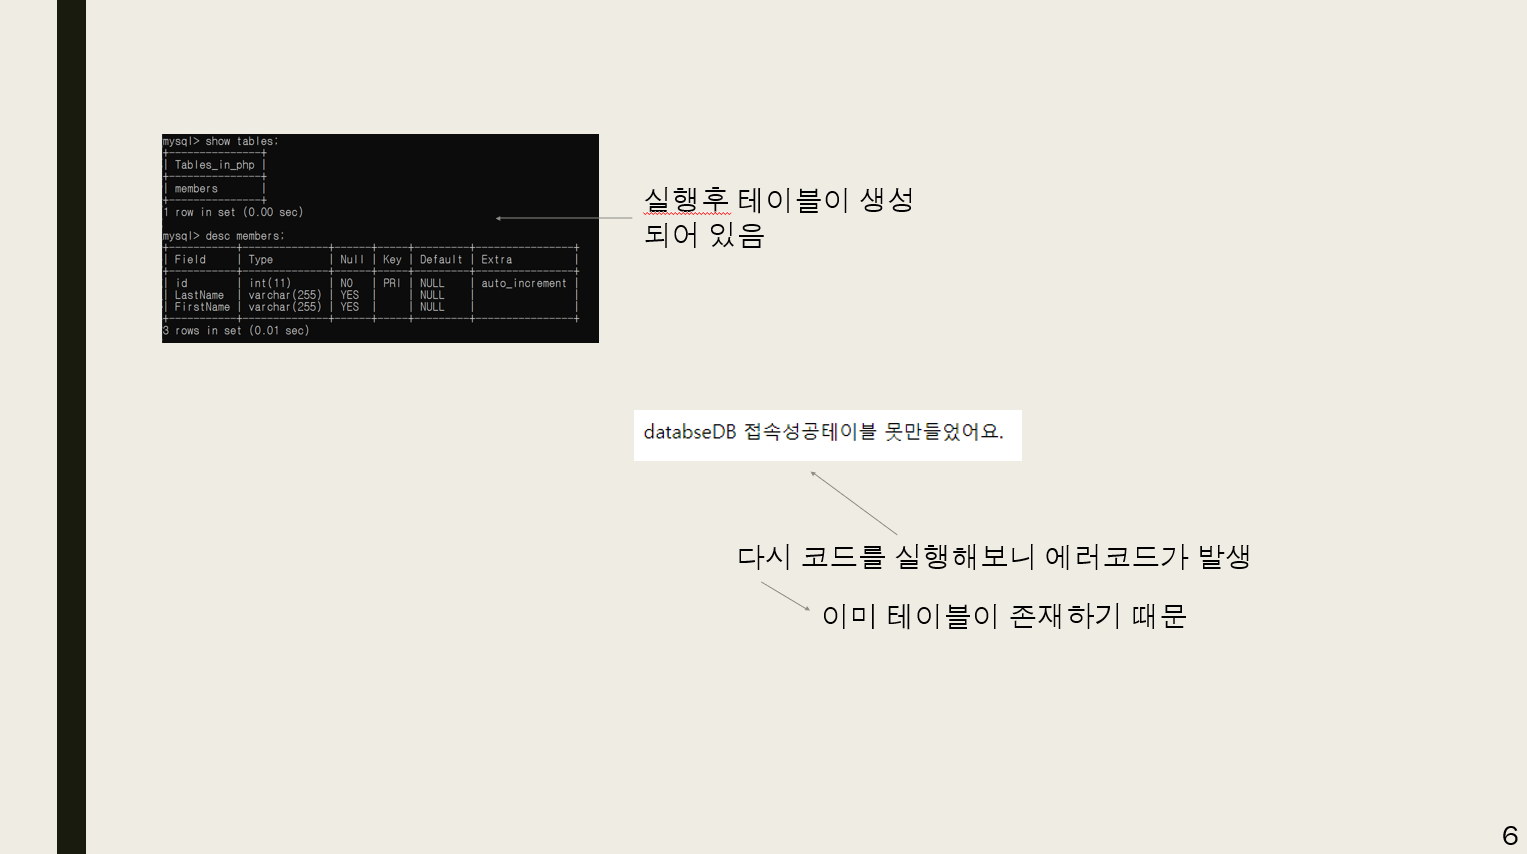 mysql> show tables;
+---------------+
| Tables_in_php |
+---------------+
| members       |
+---------------+
1 row in set (0.00 sec)
mysql> desc members;
+-----------+--------------+------+-----+---------+----------------+
| Field     | Type         | Null | Key | Default | Extra          |
+-----------+--------------+------+-----+---------+----------------+
| id        | int(11)      | NO   | PRI | NULL    | auto_increment |
| LastName  | varchar(255) | YES  |     | NULL    |                |
| FirstName | varchar(255) | YES  |     | NULL    |                |
+-----------+--------------+------+-----+---------+----------------+
3 rows in set (0.01 sec)
실행후 테이블이 생성
되어 있음
databseDB 접속성공테이블 못만들었어요.
다시 코드를 실행해보니 에러코드가 발생
이미 테이블이 존재하기 때문
6